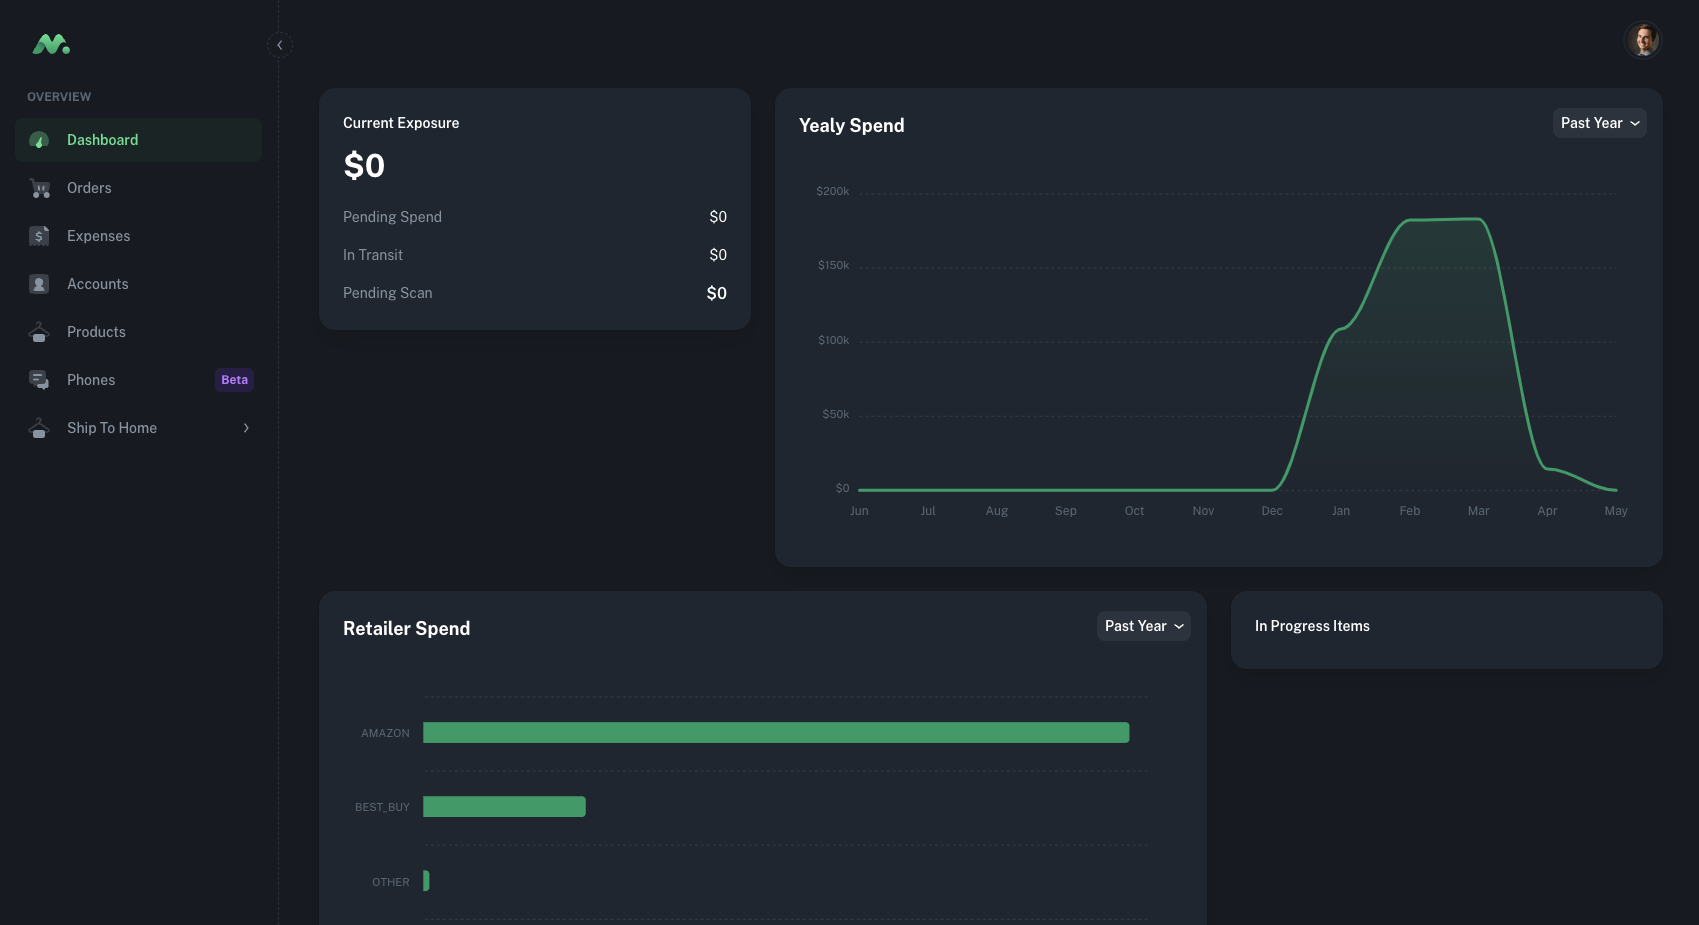 OVERVIEW
Dashboard
Orders
Expenses
Accounts
Products
Phones Beta
Ship To Home
Current Exposure
$0
Pending Spend $0
In Transit $0
Pending Scan $0
Yealy Spend Past Year
$200k
$150k
$100k
$50k
$0
Jun Jul Aug Sep Oct Nov Dec Jan Feb Mar Apr May
Retailer Spend Past Year
AMAZON
BEST_BUY
OTHER
In Progress Items